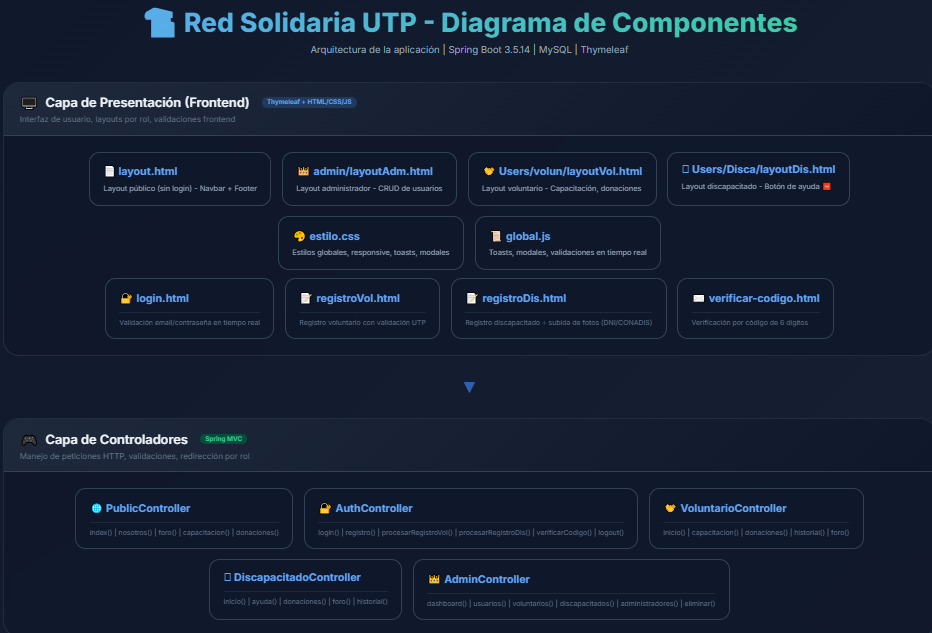 Red Solidaria UTP - Diagrama de Componentes
Arquitectura de la aplicación | Spring Boot 3.5.14 | MySQL | Thymeleaf
Capa de Presentación (Frontend) Thymeleaf + HTML/CSS/JS
Interfaz de usuario, layouts por rol, validaciones frontend
layout.html
Layout público (sin login) - Navbar + Footer
admin/layoutAdm.html
Layout administrador - CRUD de usuarios
Users/volun/layoutVol.html
Layout voluntario - Capacitación, donaciones
Users/Disca/layoutDis.html
Layout discapacitado - Botón de ayuda
estilo.css
Estilos globales, responsive, toasts, modales
global.js
Toasts, modales, validaciones en tiempo real
login.html
Validación email/contraseña en tiempo real
registroVol.html
Registro voluntario con validación UTP
registroDis.html
Registro discapacitado + subida de fotos (DNI/CONADIS)
verificar-codigo.html
Verificación por código de 6 dígitos
Capa de Controladores Spring MVC
Manejo de peticiones HTTP, validaciones, redirección por rol
PublicController
index() | nosotros() | foro() | capacitacion() | donaciones()
AuthController
login() | registro() | procesarRegistroVol() | procesarRegistroDis() | verificarCodigo() | logout()
VoluntarioController
inicio() | capacitacion() | donaciones() | historial() | foro()
DiscapacitadoController
inicio() | ayuda() | donaciones() | foro() | historial()
AdminController
dashboard() | usuarios() | voluntarios() | discapacitados() | administradores() | eliminar()